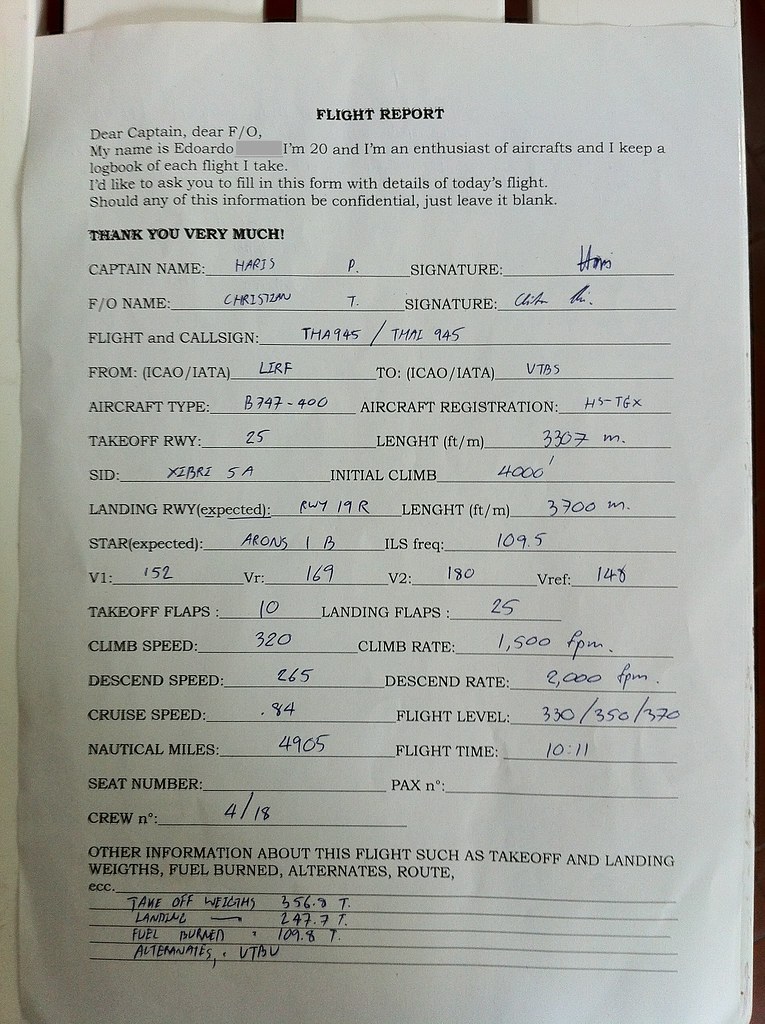 FLIGHT REPORT
Dear Captain, dear F/O,
My name is Edoardo I'm 20 and I'm an enthusiast of aircrafts and I keep a
logbook of each flight I take.
I'd like to ask you to fill in this form with details of today's flight.
Should any of this information be confidential, just leave it blank.
THANK YOU VERY MUCH!
CAPTAIN NAME: HARIS P. SIGNATURE:
F/O NAME: CHRISTIAN T. SIGNATURE:
FLIGHT and CALLSIGN: THA945 / THAI 945
FROM: (ICAO/IATA) LIRF TO: (ICAO/IATA) VTBS
AIRCRAFT TYPE: B747-400 AIRCRAFT REGISTRATION: HS-TGX
TAKEOFF RWY: 25 LENGHT (ft/m) 3307 m.
SID: XIBRI 5A INITIAL CLIMB 4000'
LANDING RWY(expected): RWY 19R LENGHT (ft/m) 3700 m.
STAR(expected): ARONS 1 B ILS freq: 109.5
V1: 152 Vr: 169 V2: 180 Vref: 148
TAKEOFF FLAPS : 10 LANDING FLAPS : 25
CLIMB SPEED: 320 CLIMB RATE: 1,500 fpm.
DESCEND SPEED: 265 DESCEND RATE: 2,000 fpm.
CRUISE SPEED: .84 FLIGHT LEVEL: 330/350/370
NAUTICAL MILES: 4905 FLIGHT TIME: 10:11
SEAT NUMBER: PAX n°:
CREW n°: 4/18
OTHER INFORMATION ABOUT THIS FLIGHT SUCH AS TAKEOFF AND LANDING
WEIGTHS, FUEL BURNED, ALTERNATES, ROUTE,
ecc.
TAKE OFF WEIGTHS 356.8 T.
LANDING — 247.7 T.
FUEL BURNED : 109.8 T.
ALTERANATES, : VTBU